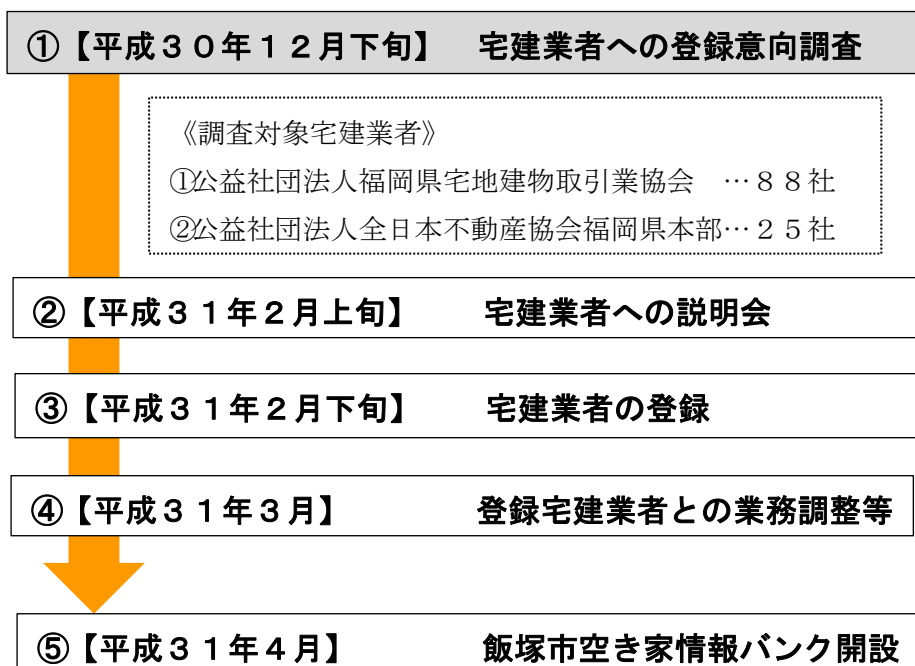 ①【平成３０年１２月下旬】　宅建業者への登録意向調査
《調査対象宅建業者》
①公益社団法人福岡県宅地建物取引業協会　…８８社
②公益社団法人全日本不動産協会福岡県本部…２５社
②【平成３１年２月上旬】　　宅建業者への説明会
③【平成３１年２月下旬】　　宅建業者の登録
④【平成３１年３月】　　　　登録宅建業者との業務調整等
⑤【平成３１年４月】　　　　飯塚市空き家情報バンク開設